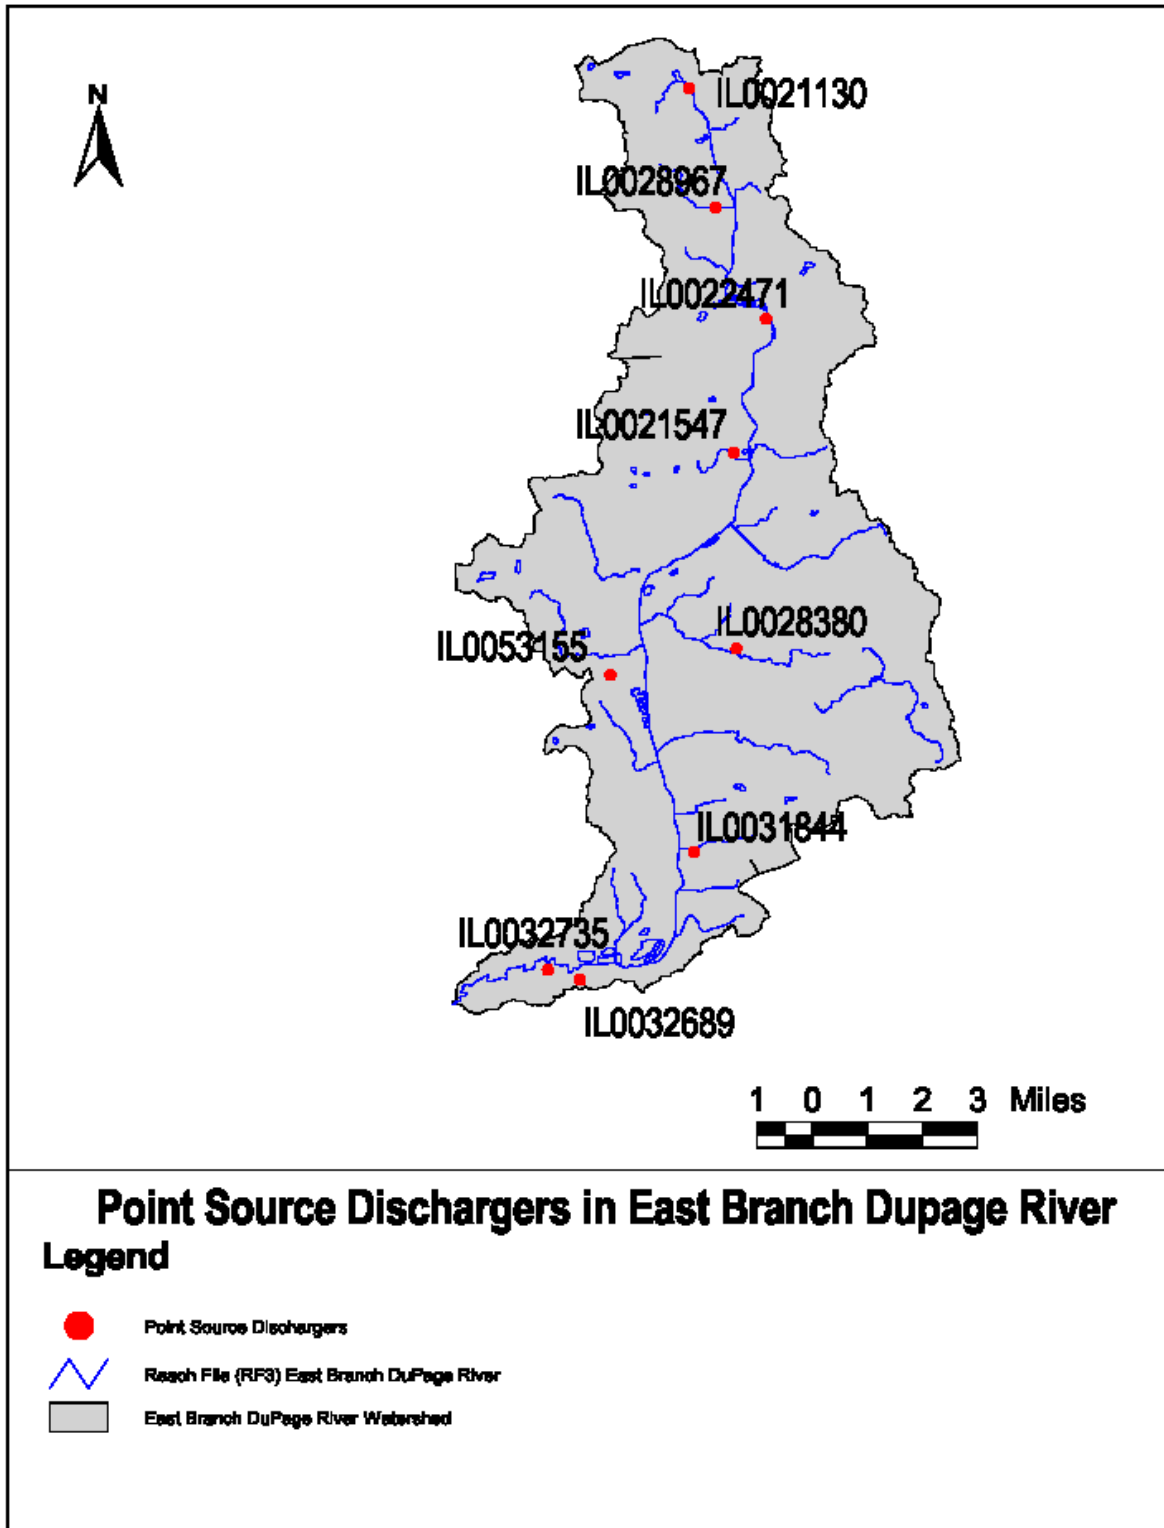 N
IL0021130
IL0028967
IL0022471
IL0021547
IL0028380
IL0053155
IL0031844
IL0032735
IL0032689
1 0 1 2 3 Miles
Point Source Dischargers in East Branch Dupage River
Legend
Point Source Dischargers
Reach File (RF3) East Branch DuPage River
East Branch DuPage River Watershed